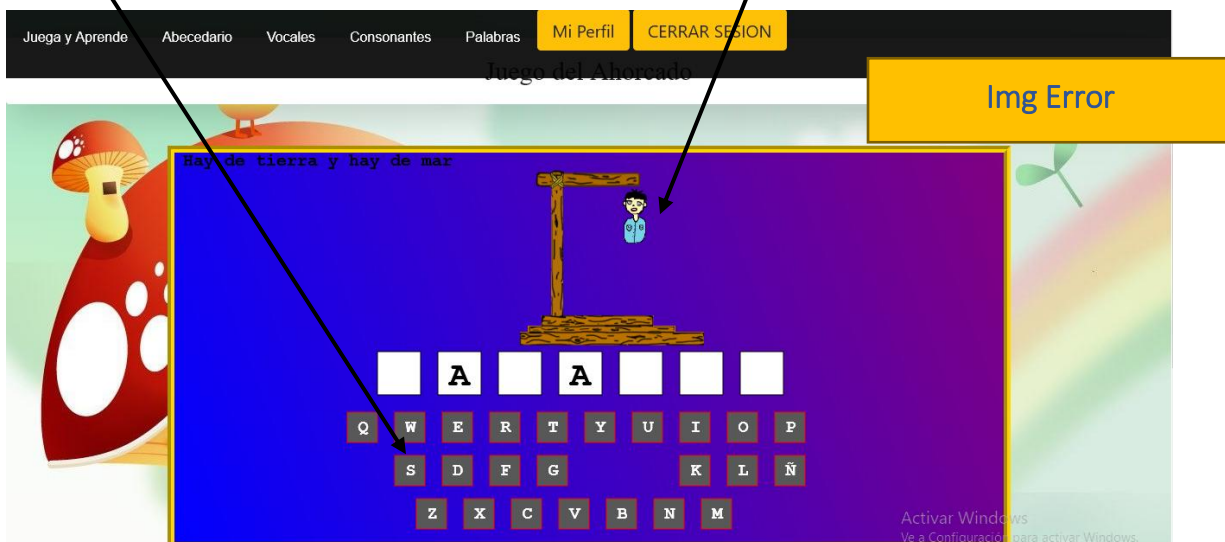 Juega y Aprende Abecedario Vocales Consonantes Palabras Mi Perfil CERRAR SESION
Juego del Ahorcado
Img Error
Hay de tierra y hay de mar
A A
Q W E R T Y U I O P
S D F G K L Ñ
Z X C V B N M
Activar Windows
Ve a Configuración para activar Windows.